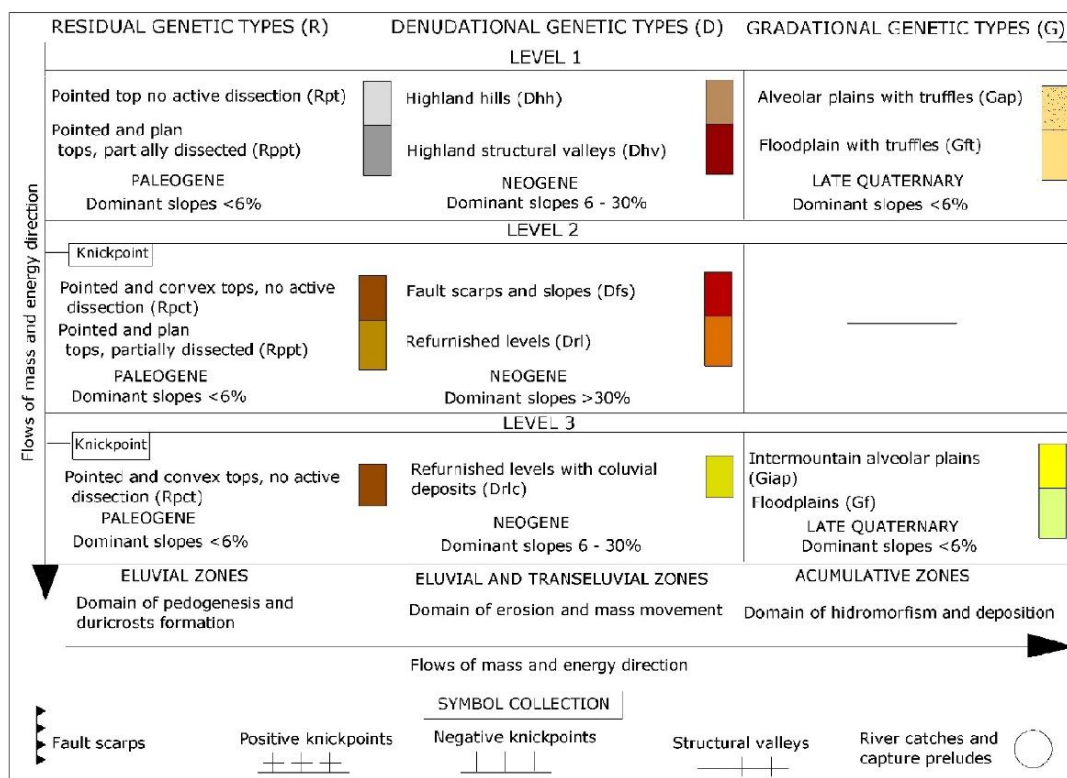 RESIDUAL GENETIC TYPES (R)
DENUDATIONAL GENETIC TYPES (D)
GRADATIONAL GENETIC TYPES (G)
LEVEL 1
Pointed top no active dissection (Rpt)
Pointed and plan
tops, partially dissected (Rppt)
PALEOGENE
Dominant slopes <6%
Highland hills (Dhh)
Highland structural valleys (Dhv)
NEOGENE
Dominant slopes 6 - 30%
Alveolar plains with truffles (Gap)
Floodplain with truffles (Gft)
LATE QUATERNARY
Dominant slopes <6%
LEVEL 2
Knickpoint
Pointed and convex tops, no active
dissection (Rpct)
Pointed and plan
tops, partially dissected (Rppt)
PALEOGENE
Dominant slopes <6%
Fault scarps and slopes (Dfs)
Refurnished levels (Drl)
NEOGENE
Dominant slopes >30%
LEVEL 3
Knickpoint
Pointed and convex tops, no active
dissection (Rpct)
PALEOGENE
Dominant slopes <6%
Refurnished levels with coluvial
deposits (Drlc)
NEOGENE
Dominant slopes 6 - 30%
Intermountain alveolar plains
(Giap)
Floodplains (Gf)
LATE QUATERNARY
Dominant slopes <6%
Flows of mass and energy direction
ELUVIAL ZONES
Domain of pedogenesis and
duricrosts formation
ELUVIAL AND TRANSELUVIAL ZONES
Domain of erosion and mass movement
ACUMULATIVE ZONES
Domain of hidromorfism and deposition
Flows of mass and energy direction
SYMBOL COLLECTION
Fault scarps
Positive knickpoints
Negative knickpoints
Structural valleys
River catches and
capture preludes